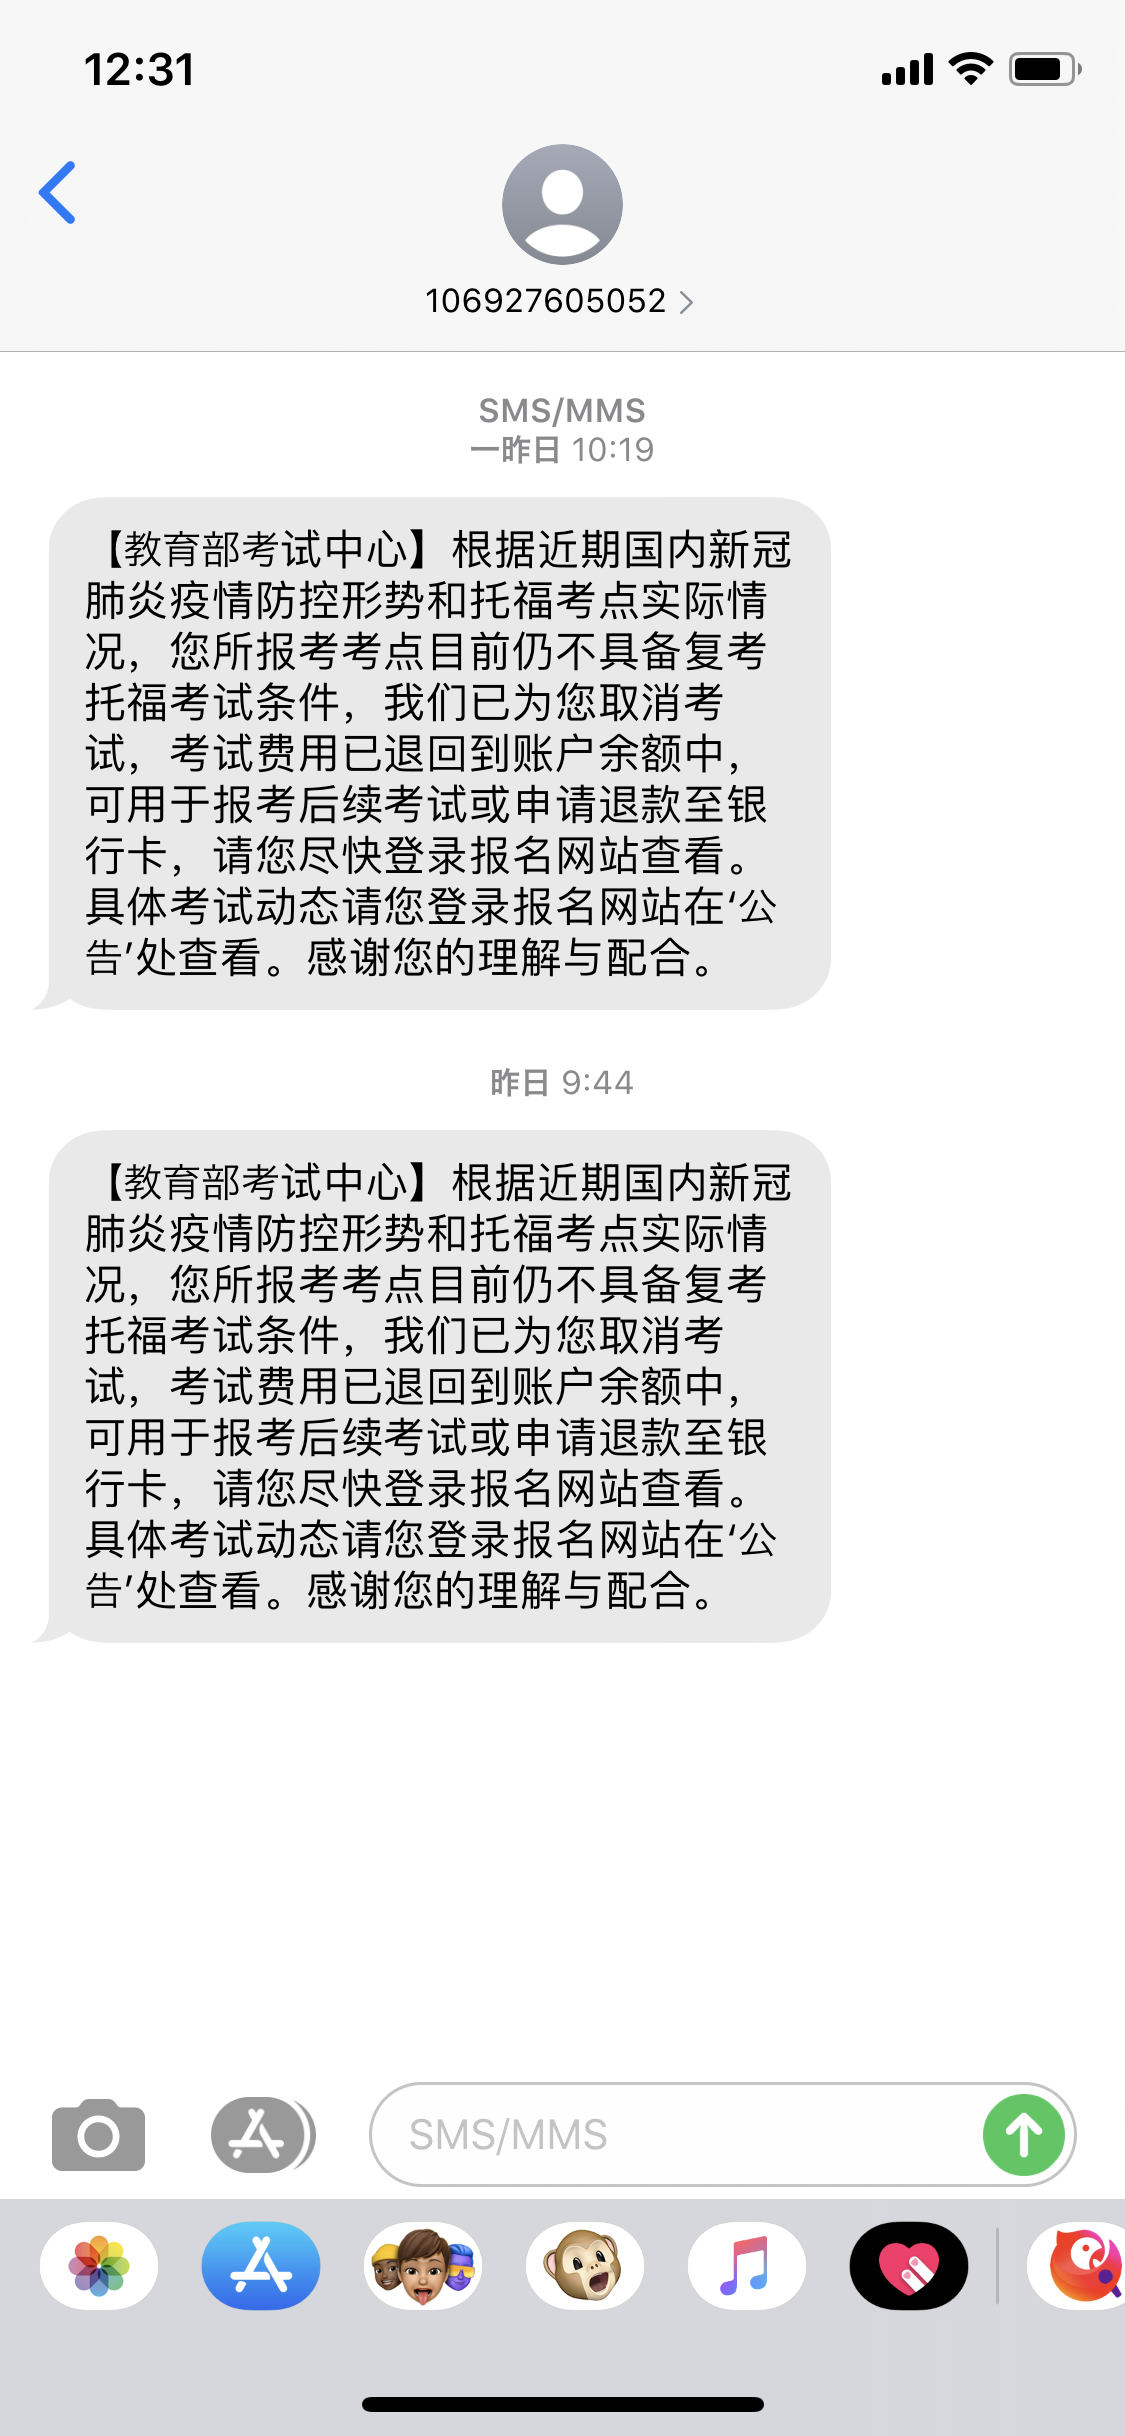 12:31
106927605052
SMS/MMS
一昨日 10:19
【教育部考试中心】根据近期国内新冠
肺炎疫情防控形势和托福考点实际情
况，您所报考考点目前仍不具备复考
托福考试条件，我们已为您取消考
试，考试费用已退回到账户余额中，
可用于报考后续考试或申请退款至银
行卡，请您尽快登录报名网站查看。
具体考试动态请您登录报名网站在‘公
告’处查看。感谢您的理解与配合。
昨日 9:44
【教育部考试中心】根据近期国内新冠
肺炎疫情防控形势和托福考点实际情
况，您所报考考点目前仍不具备复考
托福考试条件，我们已为您取消考
试，考试费用已退回到账户余额中，
可用于报考后续考试或申请退款至银
行卡，请您尽快登录报名网站查看。
具体考试动态请您登录报名网站在‘公
告’处查看。感谢您的理解与配合。
SMS/MMS